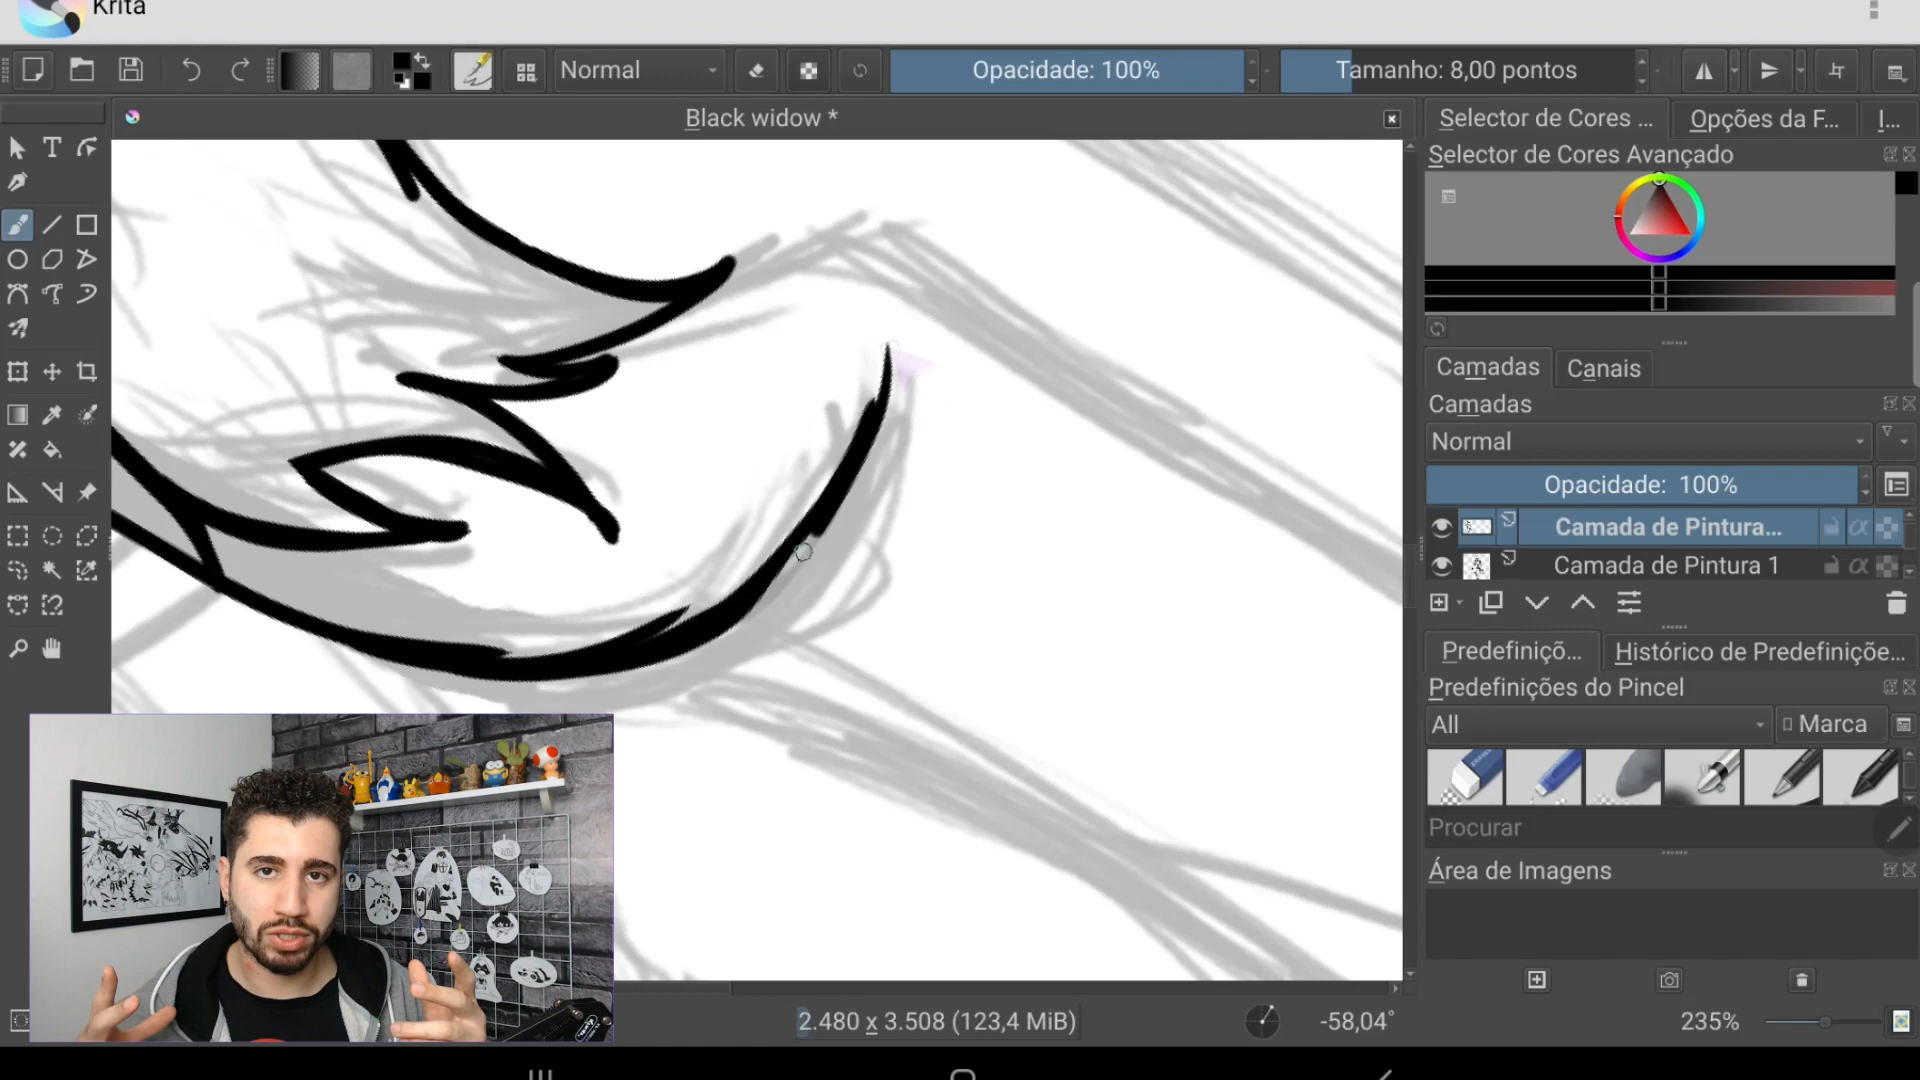 Krita
Normal
Opacidade: 100%
Tamanho: 8,00 pontos
Black widow *
Selector de Cores ...
Opções da F...
I...
Selector de Cores Avançado
Camadas
Canais
Camadas
Normal
Opacidade: 100%
Camada de Pintura...
Camada de Pintura 1
Predefiniçõ...
Histórico de Predefiniçõe...
Predefinições do Pincel
All
Marca
Procurar
Área de Imagens
2.480 x 3.508 (123,4 MiB)
-58,04°
235%